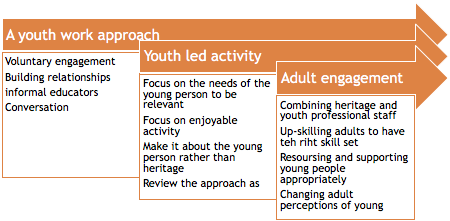 A youth work approach
Voluntary engagement
Building relationships
informal educators
Conversation
Youth led activity
Focus on the needs of the
young person to be
relevant
Focus on enjoyable
activity
Make it about the young
person rather than
heritage
Review the approach as
Adult engagement
Combining heritage and
youth professional staff
Up-skilling adults to have
teh riht skill set
Resoursing and supporting
young people
appropriately
Changing adult
perceptions of young